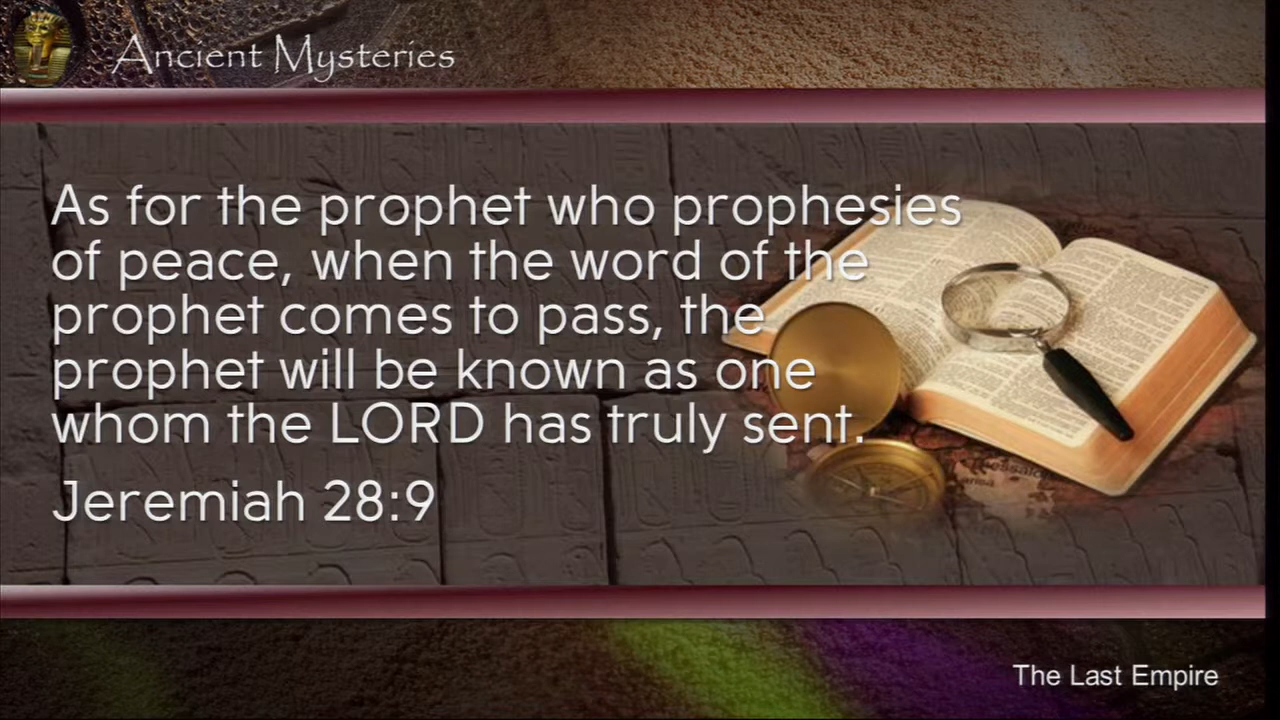 Ancient Mysteries
As for the prophet who prophesies
of peace, when the word of the
prophet comes to pass, the
prophet will be known as one
whom the LORD has truly sent.
Jeremiah 28:9
The Last Empire